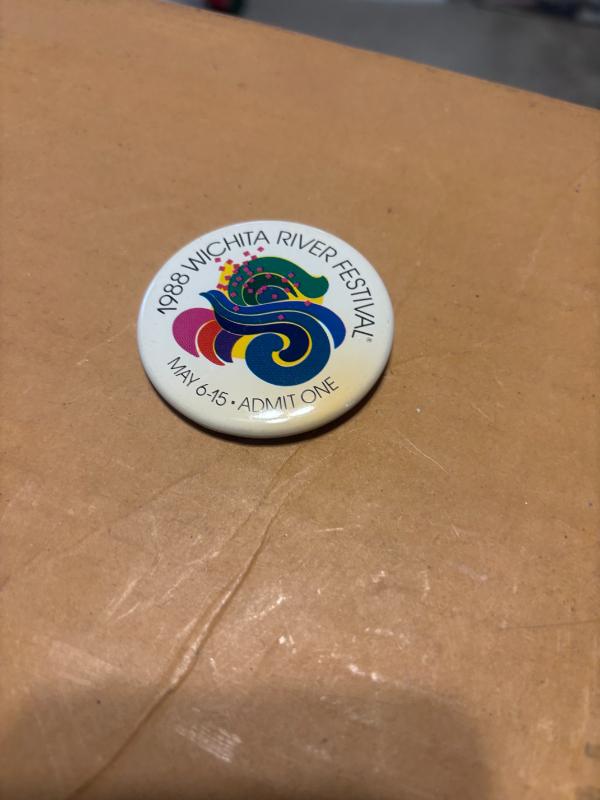 1988 WICHITA RIVER FESTIVAL®
MAY 6-15 • ADMIT ONE